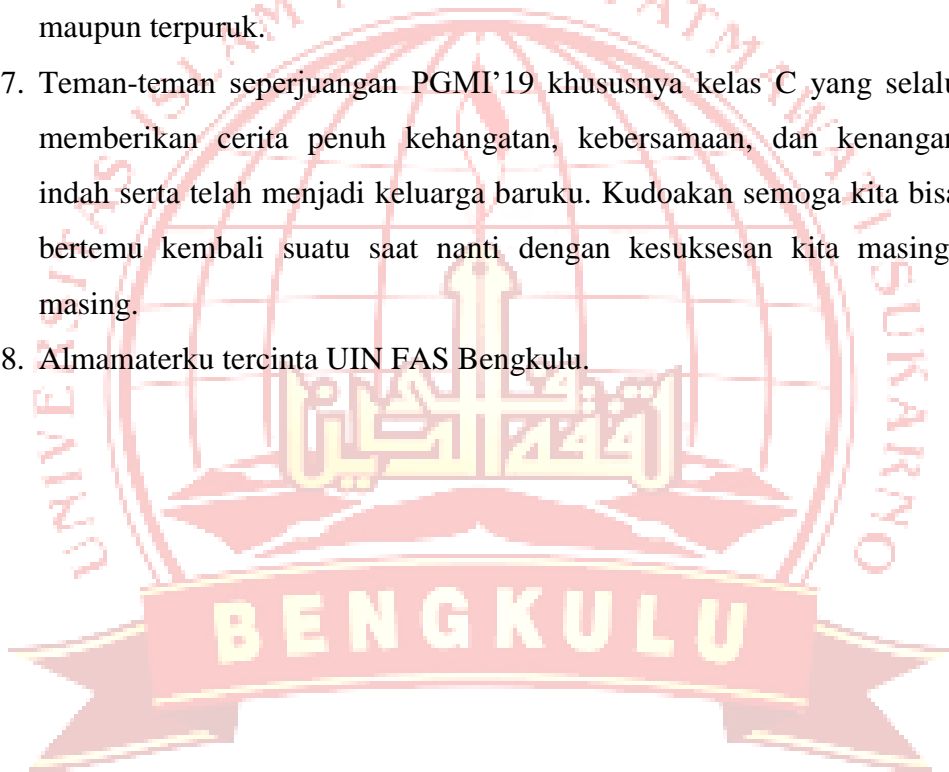 maupun terpuruk.
7. Teman-teman seperjuangan PGMI’19 khususnya kelas C yang selalu
memberikan cerita penuh kehangatan, kebersamaan, dan kenangan
indah serta telah menjadi keluarga baruku. Kudoakan semoga kita bisa
bertemu kembali suatu saat nanti dengan kesuksesan kita masing-
masing.
8. Almamaterku tercinta UIN FAS Bengkulu.
BENGKULU